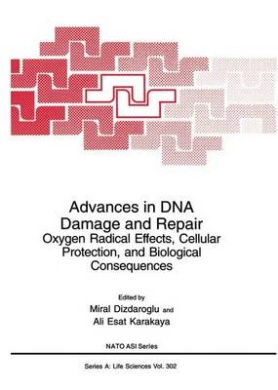 Advances in DNA
Damage and Repair
Oxygen Radical Effects, Cellular
Protection, and Biological
Consequences
Edited by
Miral Dizdaroglu and
Ali Esat Karakaya
NATO ASI Series
Series A: Life Sciences Vol. 302